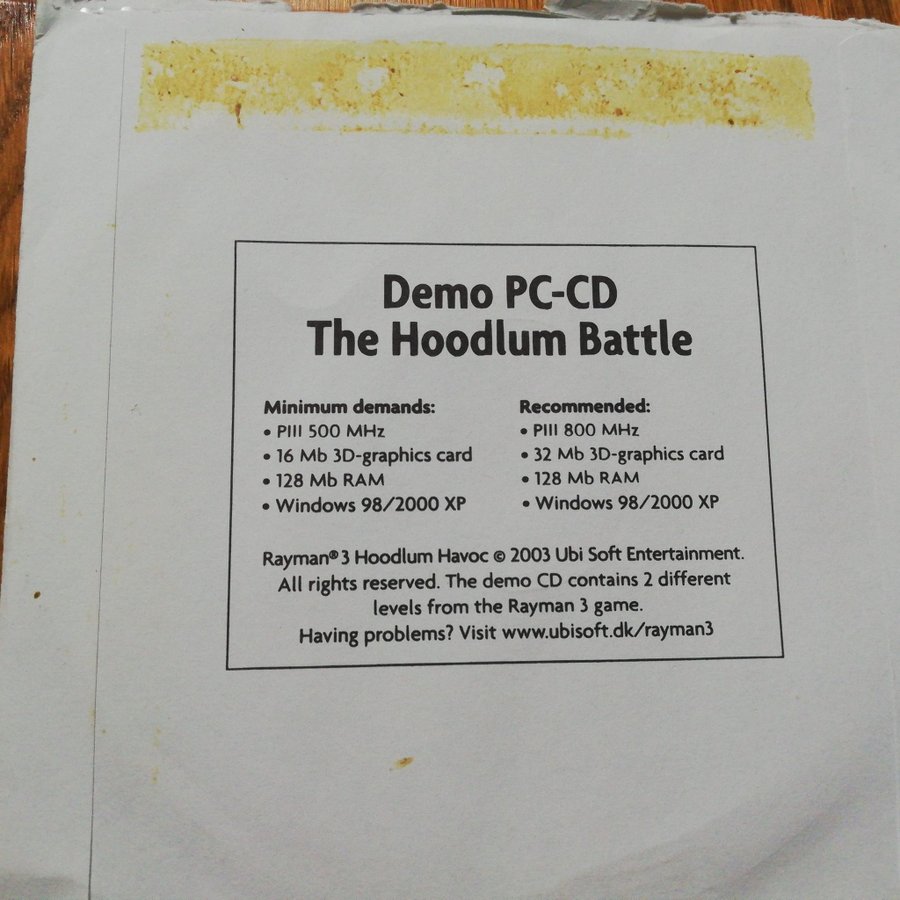 Demo PC-CD
The Hoodlum Battle
Minimum demands:
• PIII 500 MHz
• 16 Mb 3D-graphics card
• 128 Mb RAM
• Windows 98/2000 XP
Recommended:
• PIII 800 MHz
• 32 Mb 3D-graphics card
• 128 Mb RAM
• Windows 98/2000 XP
Rayman® 3 Hoodlum Havoc © 2003 Ubi Soft Entertainment.
All rights reserved. The demo CD contains 2 different
levels from the Rayman 3 game.
Having problems? Visit www.ubisoft.dk/rayman3